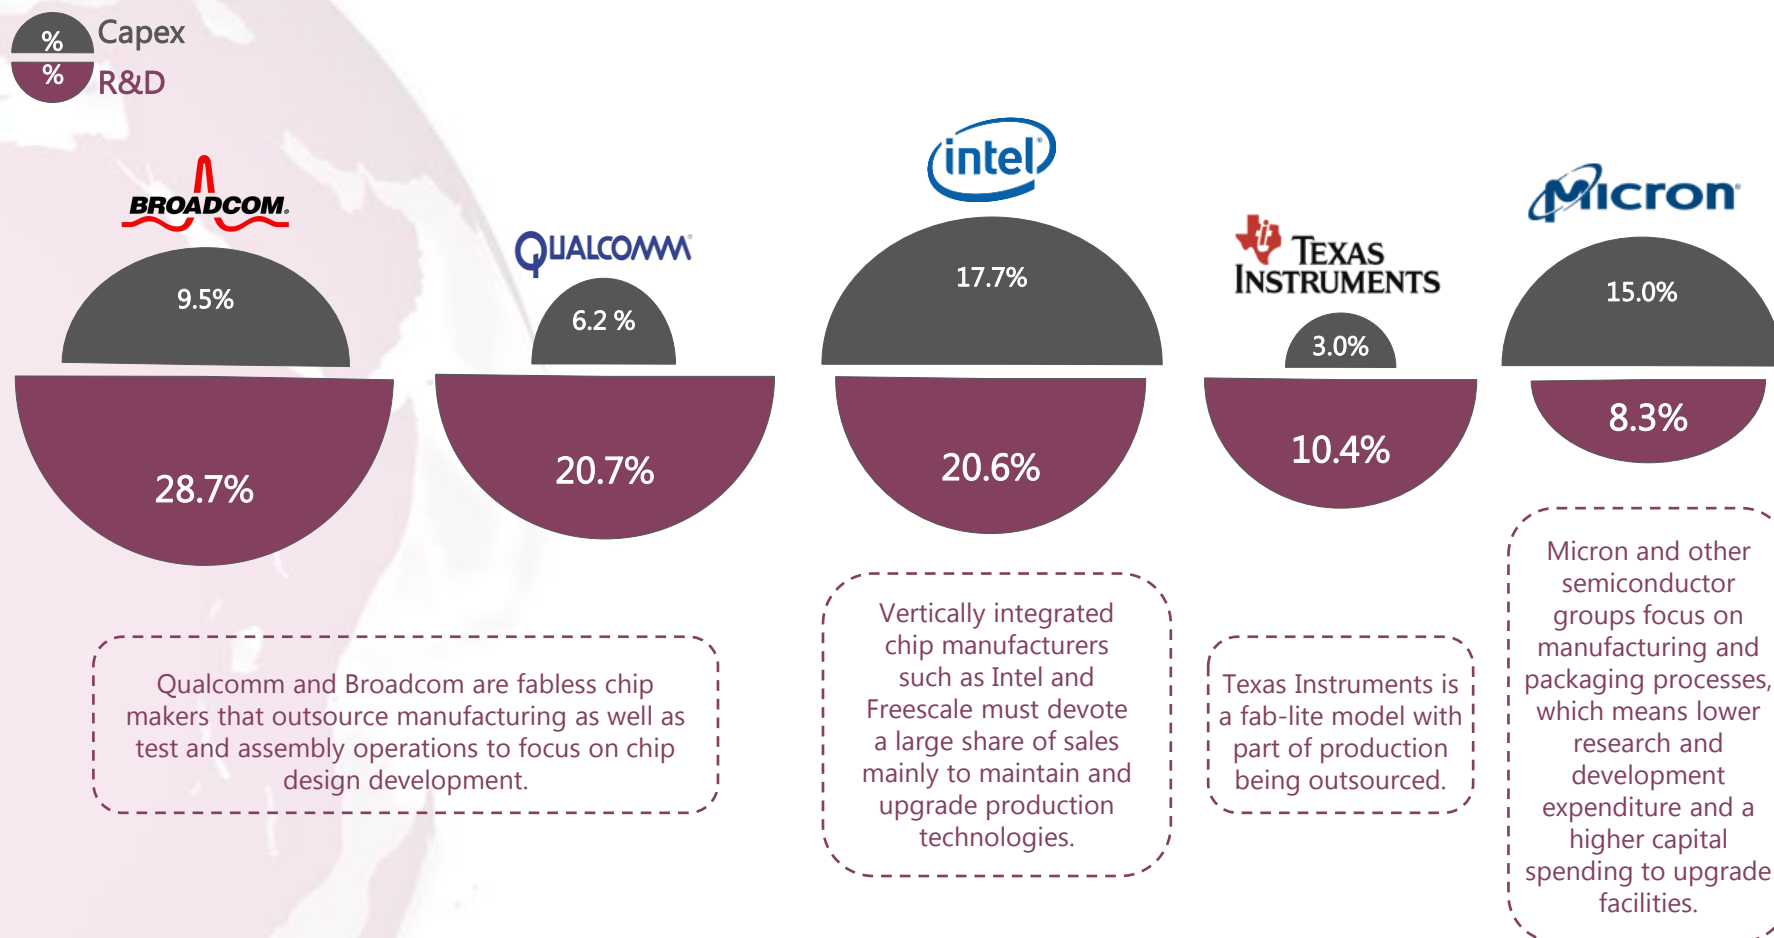 %
Capex
%
R&D
BROADCOM.
9.5%
28.7%
QUALCOMM
6.2 %
20.7%
intel
17.7%
20.6%
TEXAS
INSTRUMENTS
3.0%
10.4%
Micron
15.0%
8.3%
Qualcomm and Broadcom are fabless chip
makers that outsource manufacturing as well as
test and assembly operations to focus on chip
design development.
Vertically integrated
chip manufacturers
such as Intel and
Freescale must devote
a large share of sales
mainly to maintain and
upgrade production
technologies.
Texas Instruments is
a fab-lite model with
part of production
being outsourced.
Micron and other
semiconductor
groups focus on
manufacturing and
packaging processes,
which means lower
research and
development
expenditure and a
higher capital
spending to upgrade
facilities.